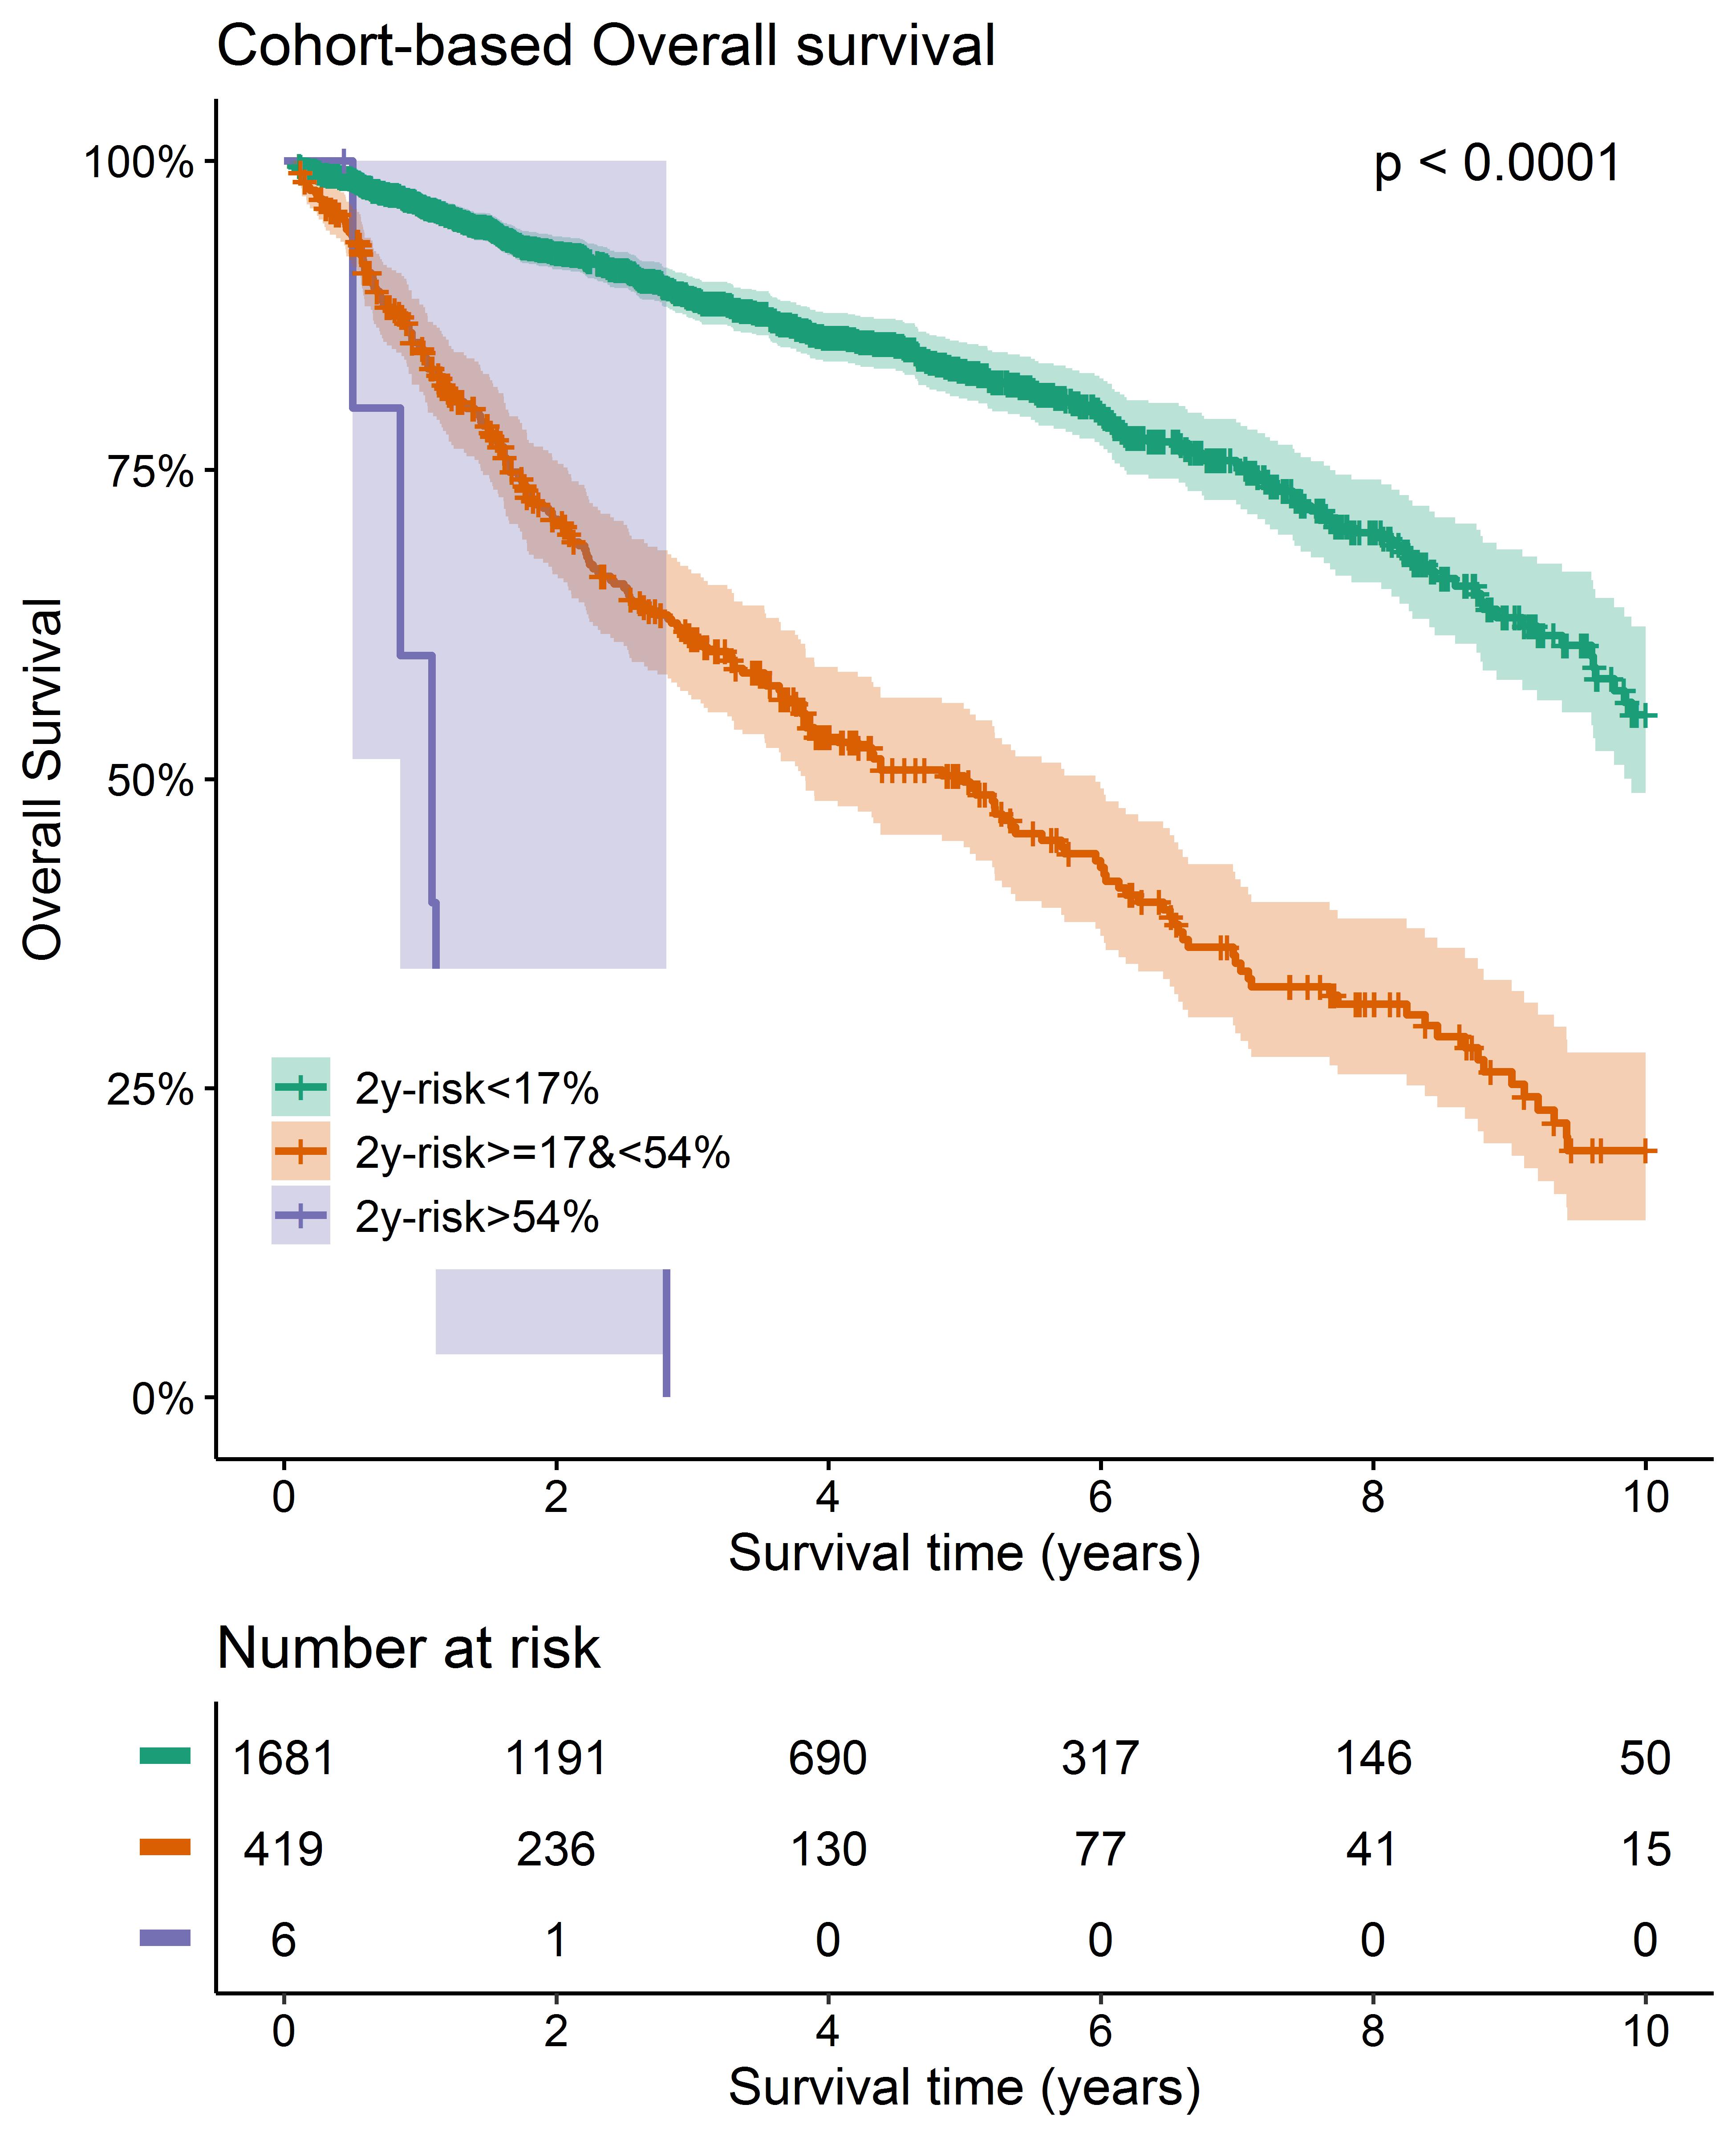 Cohort-based Overall survival
p < 0.0001
100%
75%
50%
25%
0%
Overall Survival
2y-risk<17%
2y-risk>=17&<54%
2y-risk>54%
0 2 4 6 8 10
Survival time (years)
Number at risk
1681 1191 690 317 146 50
419 236 130 77 41 15
6 1 0 0 0 0
0 2 4 6 8 10
Survival time (years)